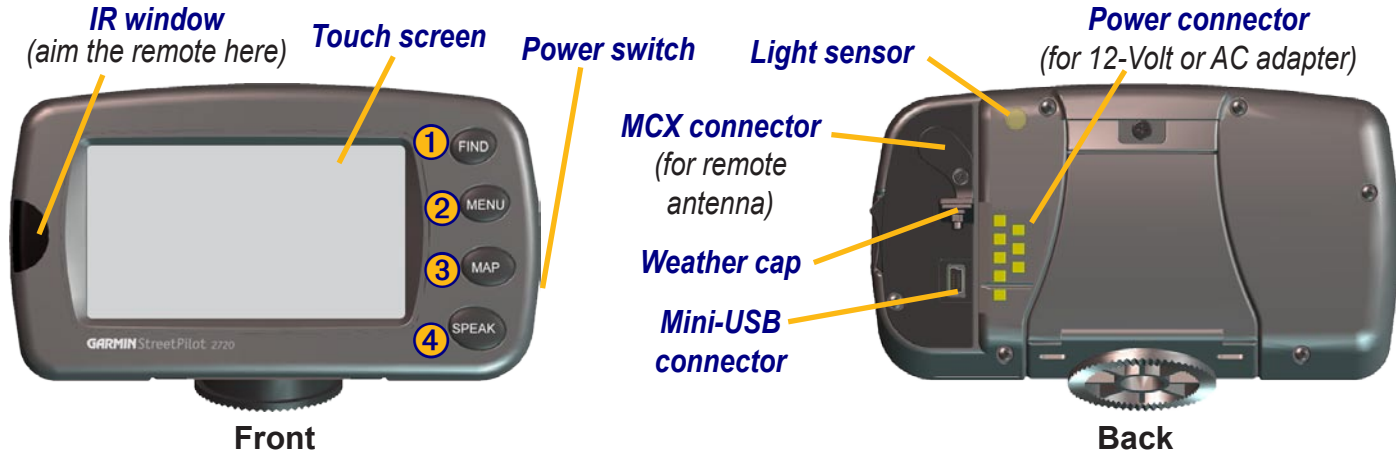 IR window
(aim the remote here)
Touch screen
Power switch
1
FIND
2
MENU
3
MAP
4
SPEAK
GARMIN StreetPilot 2720
Front
Light sensor
Power connector
(for 12-Volt or AC adapter)
MCX connector
(for remote
antenna)
Weather cap
Mini-USB
connector
Back